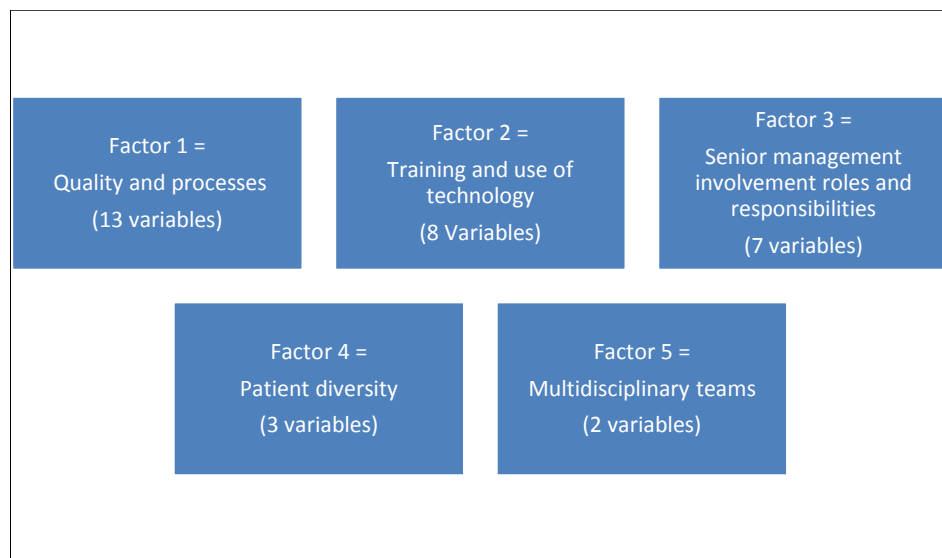 Factor 1 =
Quality and processes
(13 variables)
Factor 2 =
Training and use of
technology
(8 Variables)
Factor 3 =
Senior management
involvement roles and
responsibilities
(7 variables)
Factor 4 =
Patient diversity
(3 variables)
Factor 5 =
Multidisciplinary teams
(2 variables)